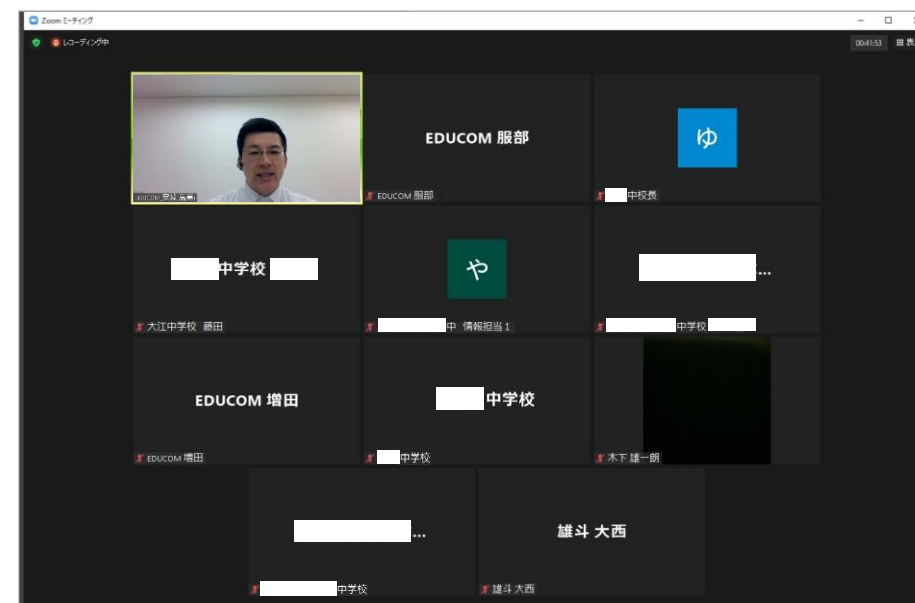 Zoom ミーティング
レコーディング中
00:41:53 表
EDUCOM
EDUCOM 服部
EDUCOM 服部
ゆ
中校長
中学校
大江中学校 藤田
や
中 情報担当 1
...
中学校
EDUCOM 増田
EDUCOM 増田
中学校
中学校
木下 雄一朗
...
中学校
雄斗 大西
雄斗 大西